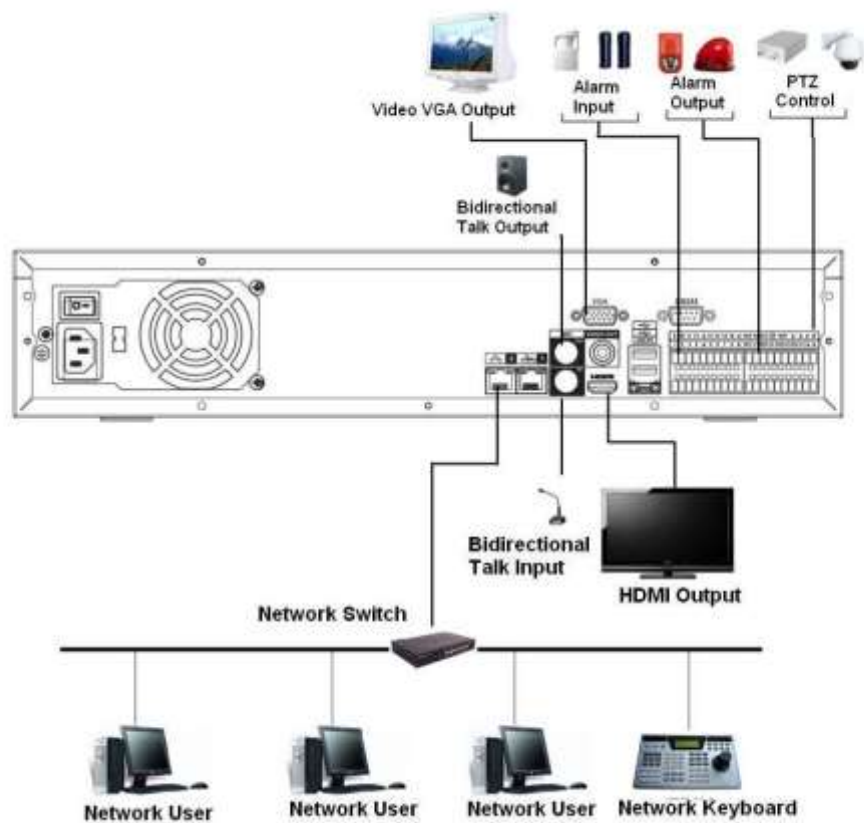 Video VGA Output
Alarm
Input
Alarm
Output
PTZ
Control
Bidirectional
Talk Output
VGA
HDMI
Bidirectional
Talk Input
HDMI Output
Network Switch
Network User
Network User
Network User
Network Keyboard